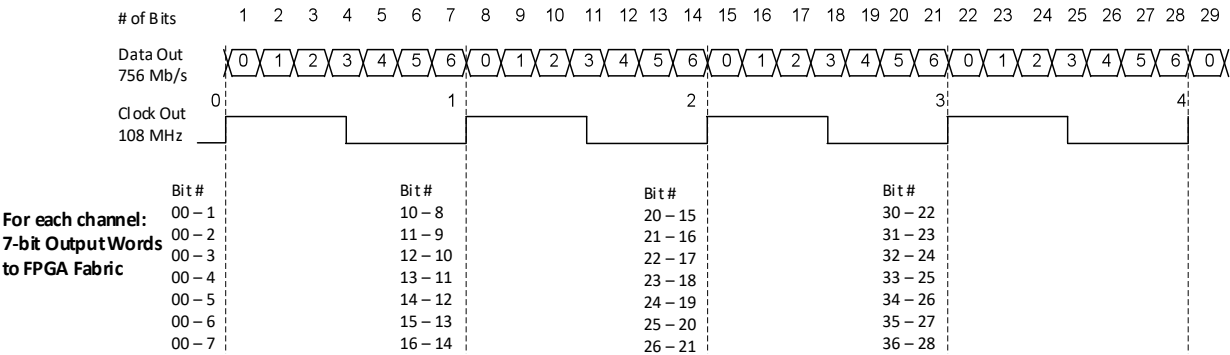 # of Bits 1 2 3 4 5 6 7 8 9 10 11 12 13 14 15 16 17 18 19 20 21 22 23 24 25 26 27 28 29
Data Out
756 Mb/s
0 1 2 3 4 5 6 0 1 2 3 4 5 6 0 1 2 3 4 5 6 0 1 2 3 4 5 6 0
0 1 2 3 4
Clock Out
108 MHz
For each channel:
7-bit Output Words
to FPGA Fabric
Bit #
00 – 1
00 – 2
00 – 3
00 – 4
00 – 5
00 – 6
00 – 7
Bit #
10 – 8
11 – 9
12 – 10
13 – 11
14 – 12
15 – 13
16 – 14
Bit #
20 – 15
21 – 16
22 – 17
23 – 18
24 – 19
25 – 20
26 – 21
Bit #
30 – 22
31 – 23
32 – 24
33 – 25
34 – 26
35 – 27
36 – 28